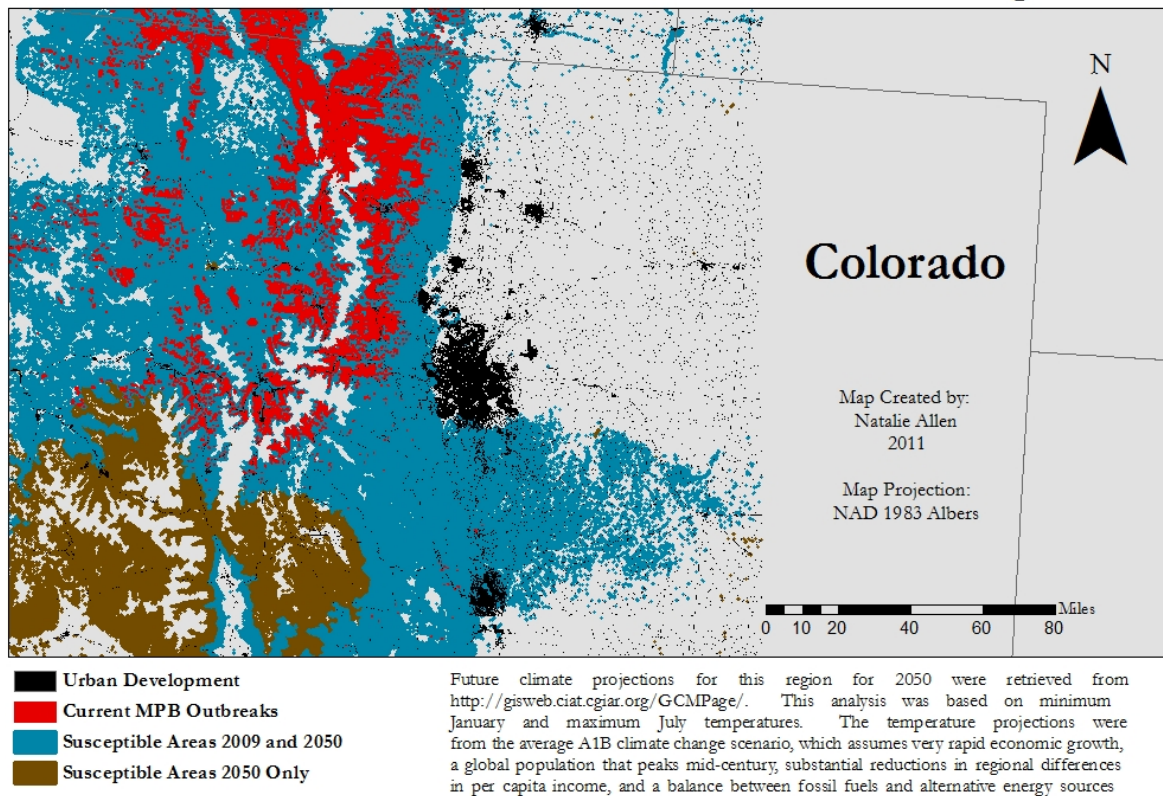 N
Colorado
Map Created by:
Natalie Allen
2011
Map Projection:
NAD 1983 Albers
Miles
0 10 20 40 60 80
Urban Development
Current MPB Outbreaks
Susceptible Areas 2009 and 2050
Susceptible Areas 2050 Only
Future climate projections for this region for 2050 were retrieved from
http://gisweb.ciat.cgiar.org/GCMPage/. This analysis was based on minimum
January and maximum July temperatures. The temperature projections were
from the average A1B climate change scenario, which assumes very rapid economic growth,
a global population that peaks mid-century, substantial reductions in regional differences
in per capita income, and a balance between fossil fuels and alternative energy sources